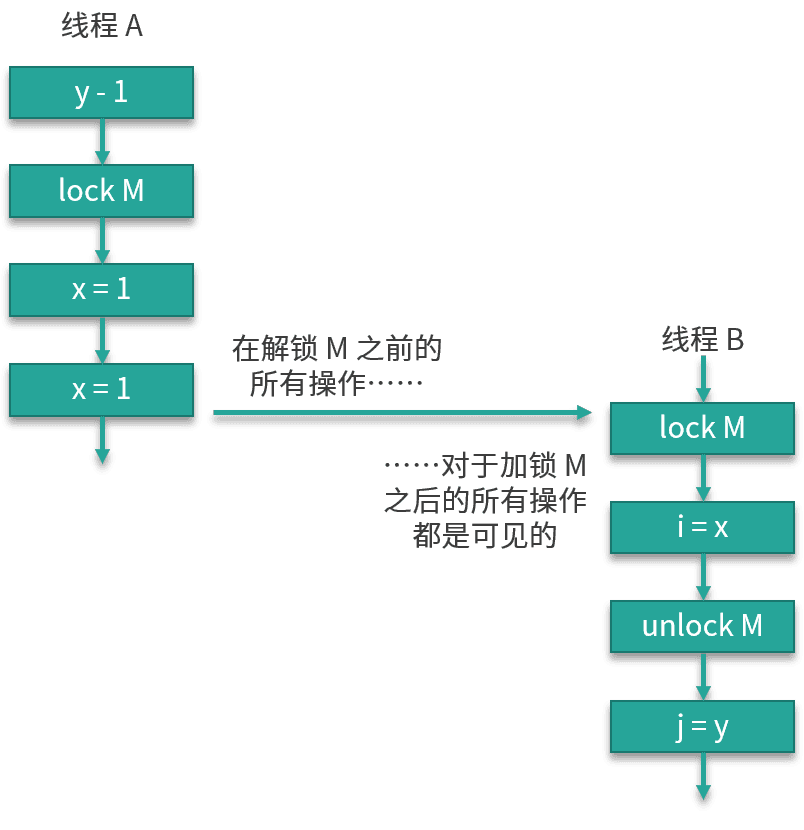 线程 A
y - 1
lock M
x = 1
x = 1
在解锁 M 之前的
所有操作……
……对于加锁 M
之后的所有操作
都是可见的
线程 B
lock M
i = x
unlock M
j = y